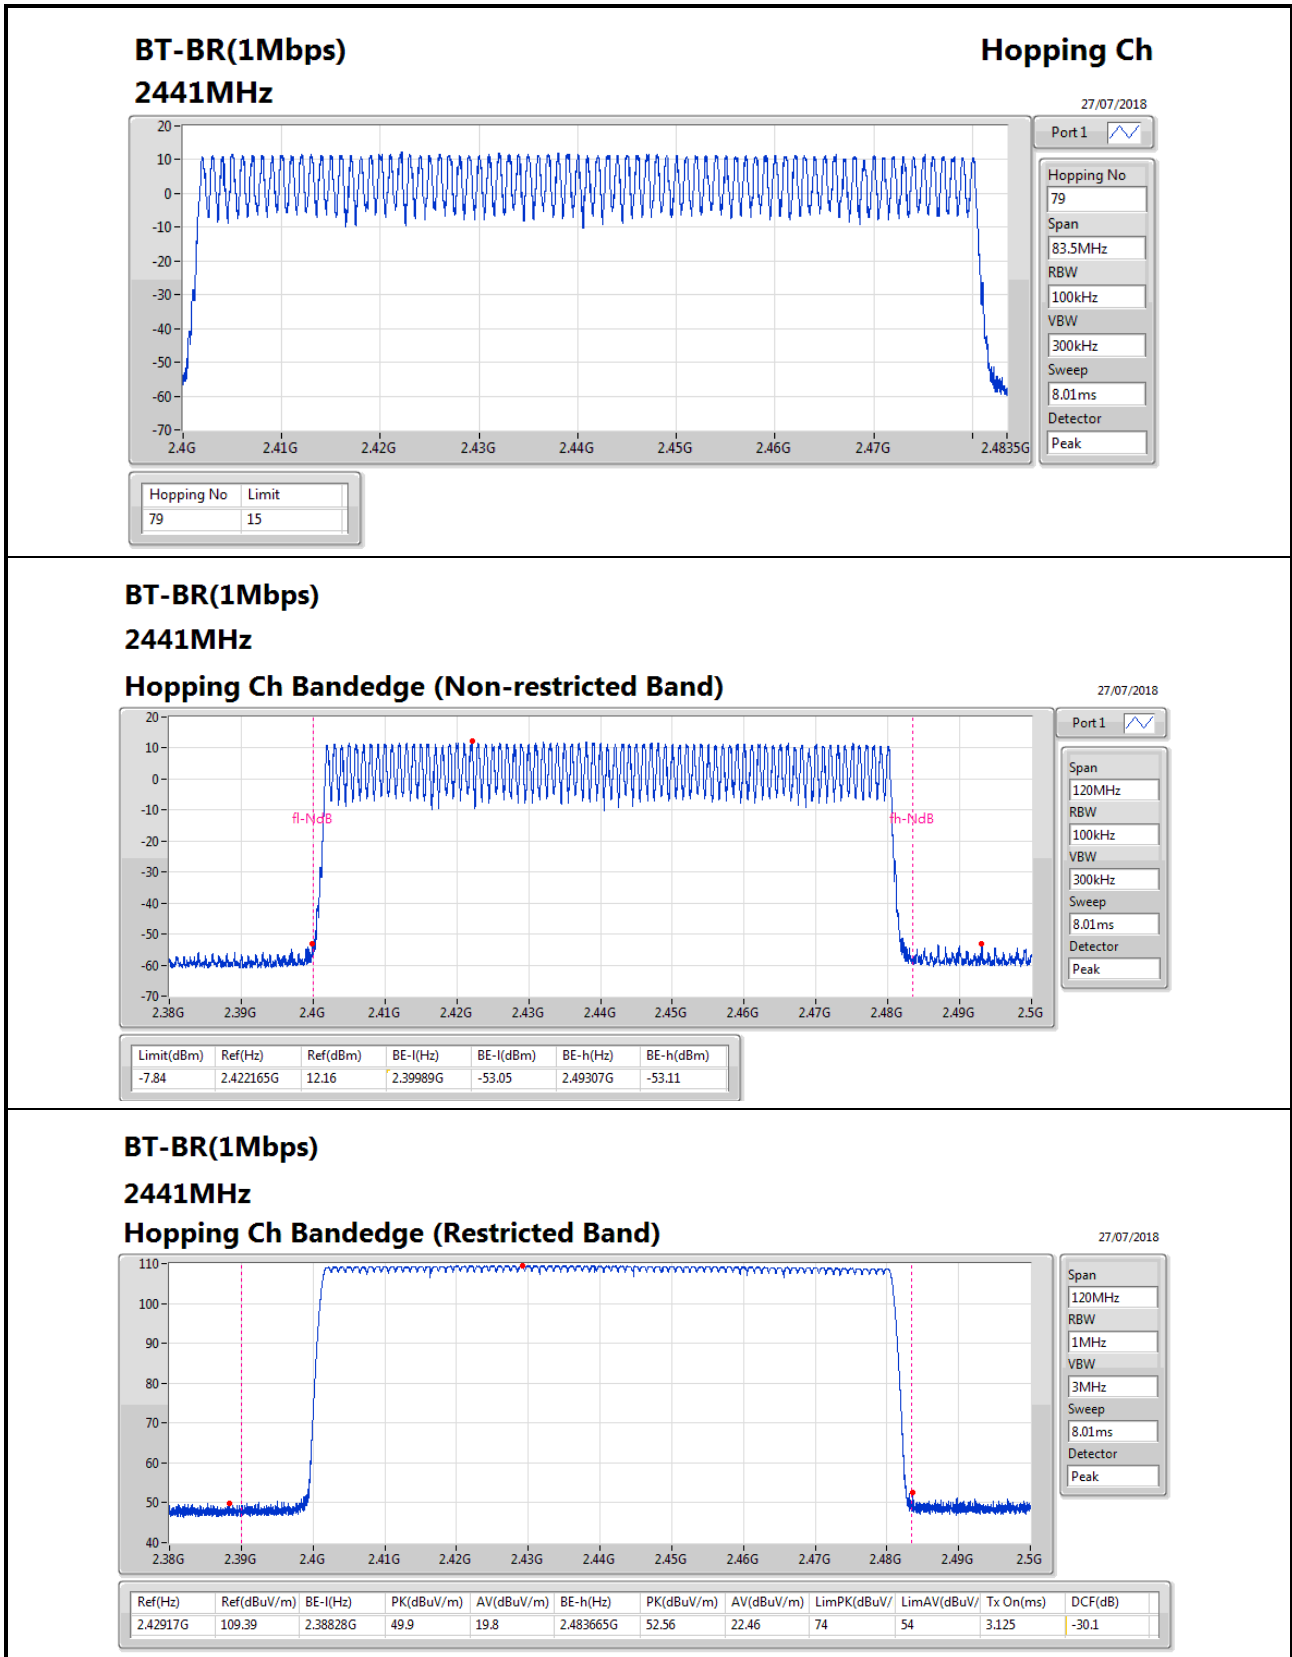 BT-BR(1Mbps)
Hopping Ch
2441MHz
27/07/2018
Port 1
20
10
0
-10
-20
-30
-40
-50
-60
-70
2.4G 2.41G 2.42G 2.43G 2.44G 2.45G 2.46G 2.47G 2.4835G
Hopping No
79
Span
83.5MHz
RBW
100kHz
VBW
300kHz
Sweep
8.01ms
Detector
Peak
Hopping No Limit
79 15
BT-BR(1Mbps)
2441MHz
Hopping Ch Bandedge (Non-restricted Band)
27/07/2018
Port 1
20
10
0
-10
-20
-30
-40
-50
-60
-70
fl-NdB
fh-NdB
2.38G 2.39G 2.4G 2.41G 2.42G 2.43G 2.44G 2.45G 2.46G 2.47G 2.48G 2.49G 2.5G
Span
120MHz
RBW
100kHz
VBW
300kHz
Sweep
8.01ms
Detector
Peak
Limit(dBm) Ref(Hz) Ref(dBm) BE-l(Hz) BE-l(dBm) BE-h(Hz) BE-h(dBm)
-7.84 2.422165G 12.16 2.39989G -53.05 2.49307G -53.11
BT-BR(1Mbps)
2441MHz
Hopping Ch Bandedge (Restricted Band)
27/07/2018
110
100
90
80
70
60
50
40
2.38G 2.39G 2.4G 2.41G 2.42G 2.43G 2.44G 2.45G 2.46G 2.47G 2.48G 2.49G 2.5G
Span
120MHz
RBW
1MHz
VBW
3MHz
Sweep
8.01ms
Detector
Peak
Ref(Hz) Ref(dBuV/m) BE-l(Hz) PK(dBuV/m) AV(dBuV/m) BE-h(Hz) PK(dBuV/m) AV(dBuV/m) LimPK(dBuV/ LimAV(dBuV/ Tx On(ms) DCF(dB)
2.42917G 109.39 2.38828G 49.9 19.8 2.483665G 52.56 22.46 74 54 3.125 -30.1